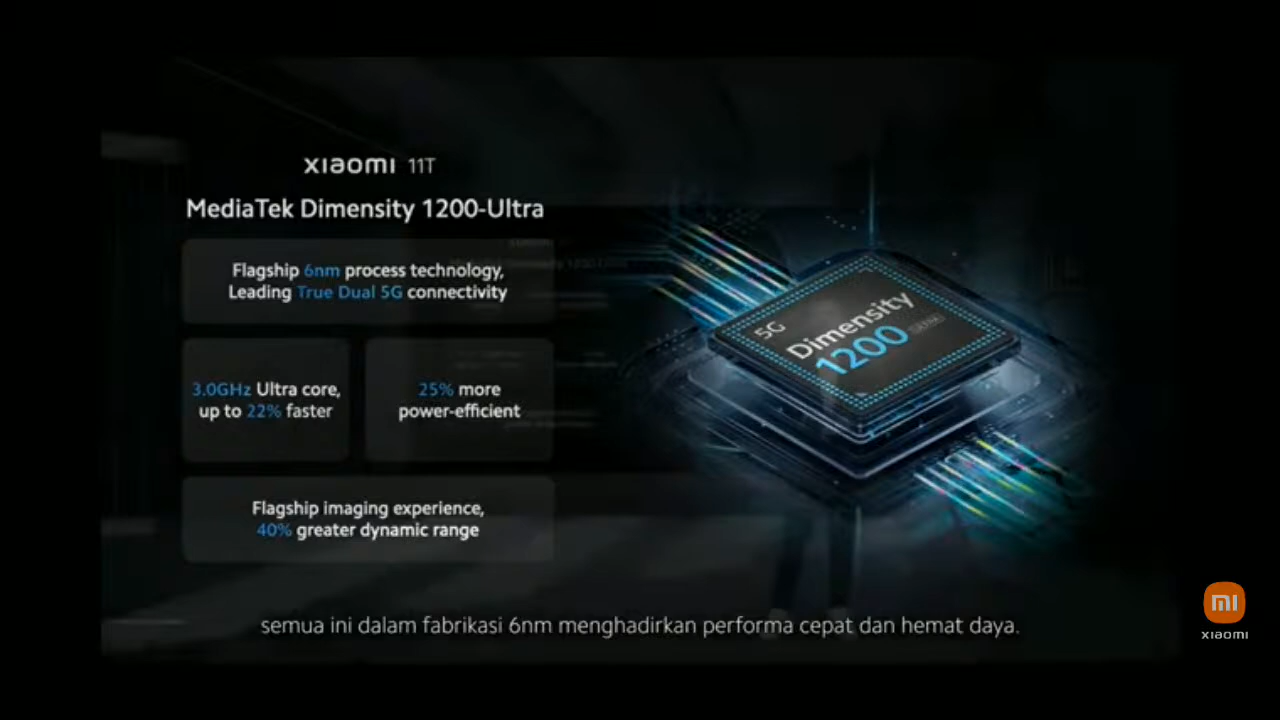 xiaomi 11T
MediaTek Dimensity 1200-Ultra
Flagship 6nm process technology,
Leading True Dual 5G connectivity
3.0GHz Ultra core,
up to 22% faster
25% more
power-efficient
Flagship imaging experience,
40% greater dynamic range
5G
Dimensity
1200
semua ini dalam fabrikasi 6nm menghadirkan performa cepat dan hemat daya.
mi
xiaomi